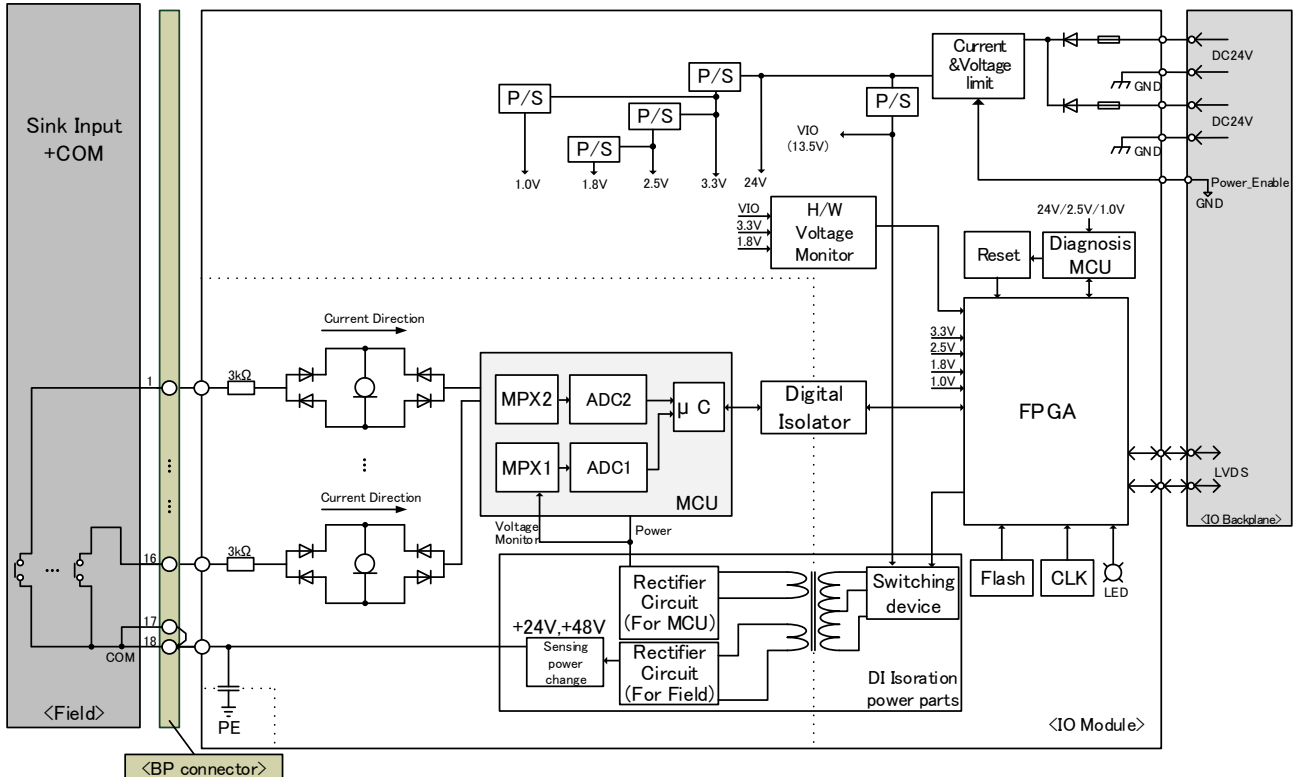 Sink Input
+COM
1
16
17
18
COM
<Field>
<BP connector>
PE
3kΩ
Current Direction
3kΩ
Current Direction
P/S
P/S
P/S
P/S
P/S
1.0V
1.8V
2.5V
3.3V
24V
VIO
(13.5V)
Current
&Voltage
limit
DC24V
GND
DC24V
GND
Power_Enable
GND
VIO
3.3V
1.8V
H/W
Voltage
Monitor
24V/2.5V/1.0V
Reset
Diagnosis
MCU
3.3V
2.5V
1.8V
1.0V
FPGA
LVDS
<IO Backplane>
MPX2
ADC2
μ C
MPX1
ADC1
MCU
Digital
Isolator
Voltage
Monitor
Power
Flash
CLK
LED
Rectifier
Circuit
(For MCU)
Switching
device
+24V,+48V
Sensing
power
change
Rectifier
Circuit
(For Field)
DI Isoration
power parts
<IO Module>